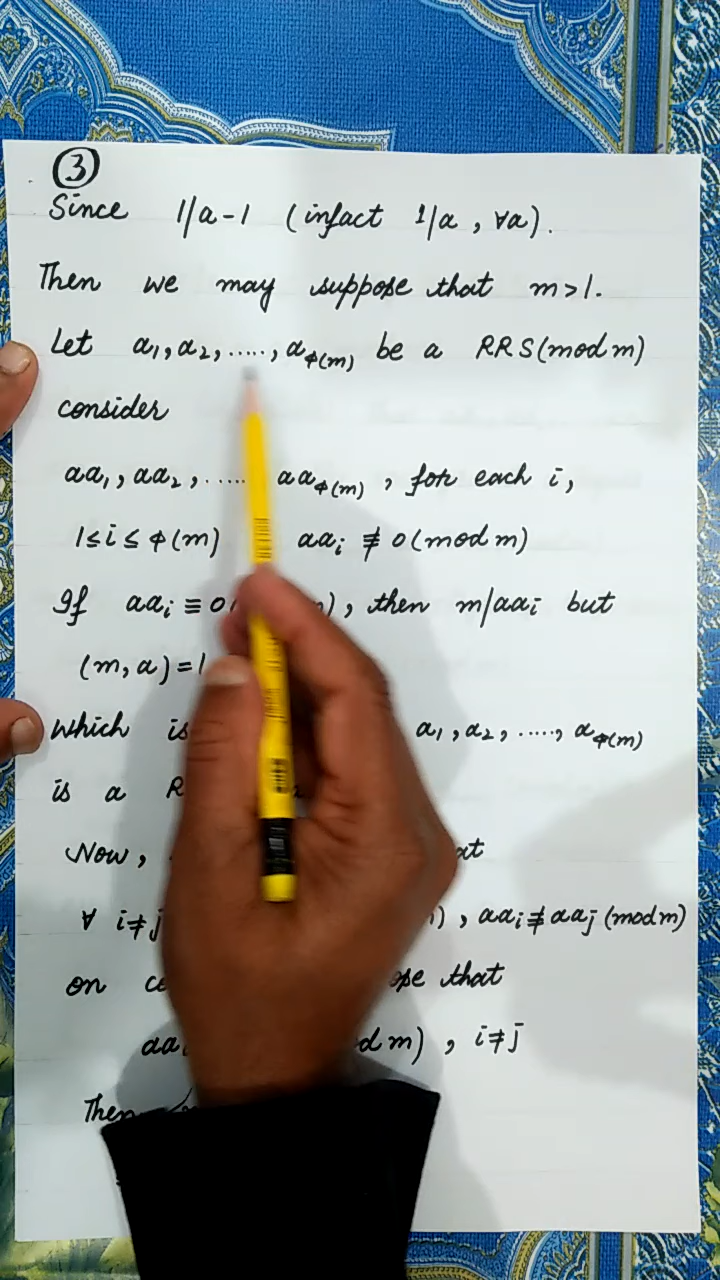 3
Since 1/a-1 (infact 1/a, ∀a).
Then we may suppose that m>1.
Let a₁, a₂, ....., a_φ(m) be a RRS(mod m)
consider
aa₁, aa₂, ..... aa_φ(m), for each i,
1≤i≤φ(m) aaᵢ ≢ 0(mod m)
If aaᵢ ≡ 0 ), then m/aaᵢ but
(m, a)=1
which is a₁, a₂, ....., a_φ(m)
is a R
Now, at
∀ i≠j ), aaᵢ≢aaⱼ(mod m)
on that
aa d m), i≠j
Then